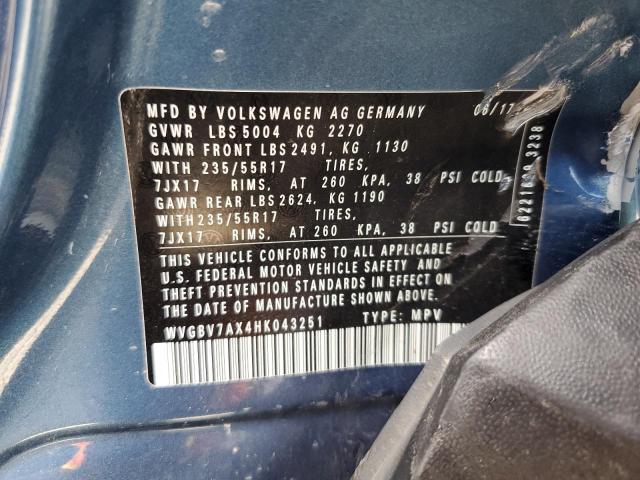 MFD BY VOLKSWAGEN AG GERMANY 06/17
GVWR LBS 5004 KG 2270
GAWR FRONT LBS 2491, KG 1130
WITH 235/55R17 TIRES,
7JX17 RIMS, AT 260 KPA, 38 PSI COLD
GAWR REAR LBS 2624, KG 1190
WITH 235/55R17 TIRES,
7JX17 RIMS, AT 260 KPA, 38 PSI COLD
THIS VEHICLE CONFORMS TO ALL APPLICABLE
U.S. FEDERAL MOTOR VEHICLE SAFETY AND
THEFT PREVENTION STANDARDS IN EFFECT ON
THE DATE OF MANUFACTURE SHOWN ABOVE.
WVGBV7AX4HK043251 TYPE: MPV
3238